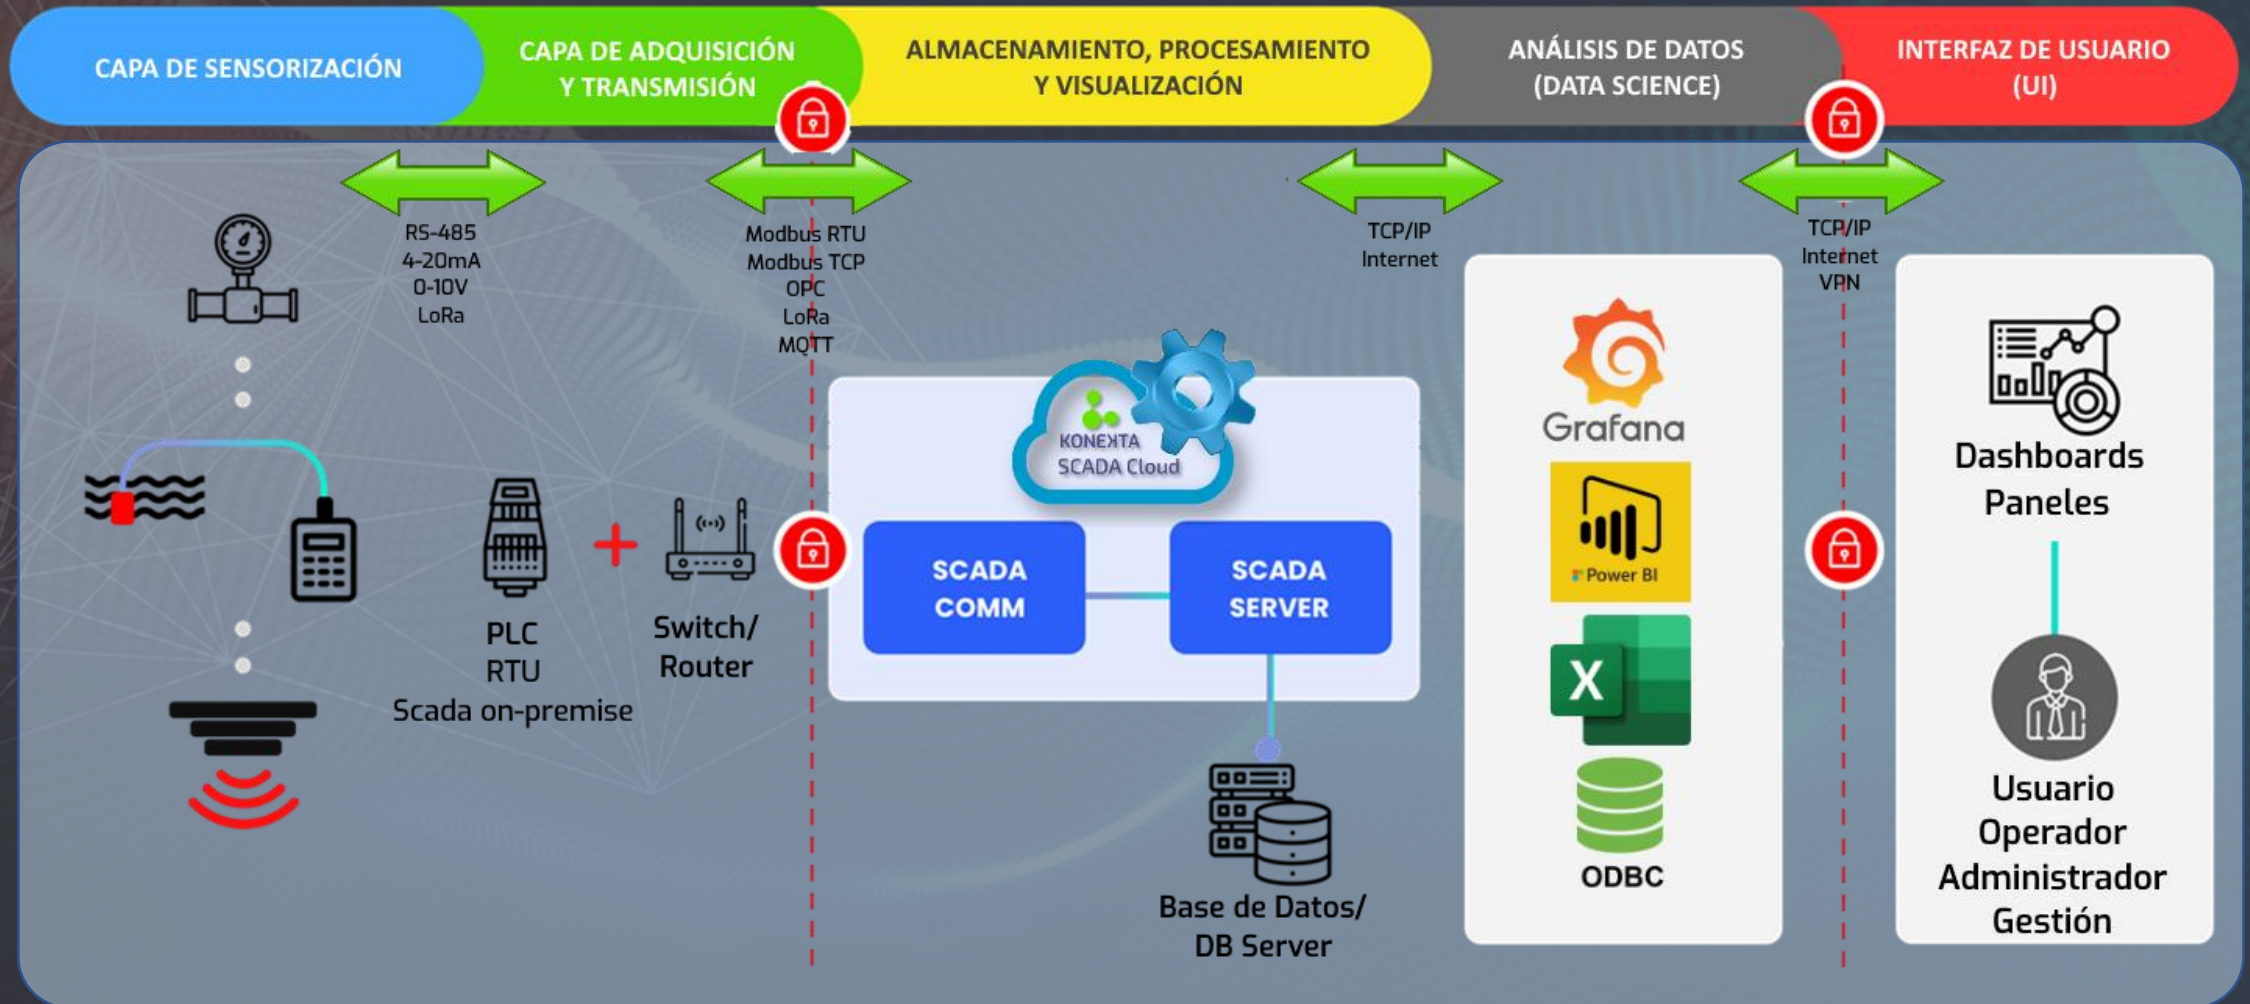 CAPA DE SENSORIZACIÓN
CAPA DE ADQUISICIÓN
Y TRANSMISIÓN
ALMACENAMIENTO, PROCESAMIENTO
Y VISUALIZACIÓN
ANÁLISIS DE DATOS
(DATA SCIENCE)
INTERFAZ DE USUARIO
(UI)
RS-485
4-20mA
0-10V
LoRa
Modbus RTU
Modbus TCP
OPC
LoRa
MQTT
TCP/IP
Internet
TCP/IP
Internet
VPN
PLC
RTU
Scada on-premise
Switch/
Router
KONEKTA
SCADA Cloud
SCADA
COMM
SCADA
SERVER
Base de Datos/
DB Server
Grafana
Power BI
X
ODBC
Dashboards
Paneles
Usuario
Operador
Administrador
Gestión